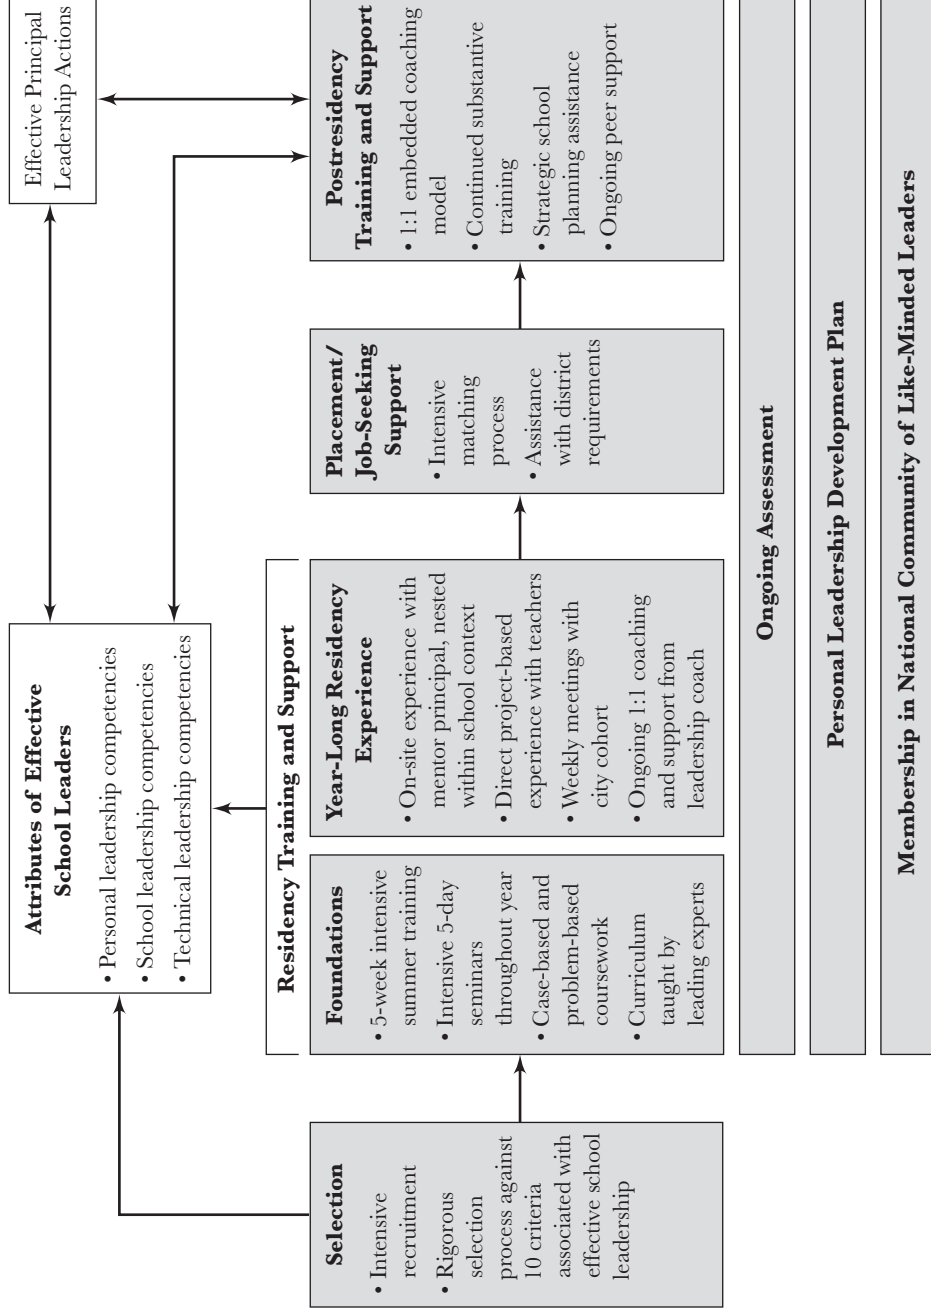 Attributes of Effective
School Leaders
• Personal leadership competencies
• School leadership competencies
• Technical leadership competencies
Effective Principal
Leadership Actions
Residency Training and Support
Selection
• Intensive
recruitment
• Rigorous
selection
process against
10 criteria
associated with
effective school
leadership
Foundations
• 5-week intensive
summer training
• Intensive 5-day
seminars
throughout year
• Case-based and
problem-based
coursework
• Curriculum
taught by
leading experts
Year-Long Residency
Experience
• On-site experience with
mentor principal, nested
within school context
• Direct project-based
experience with teachers
• Weekly meetings with
city cohort
• Ongoing 1:1 coaching
and support from
leadership coach
Placement/
Job-Seeking
Support
• Intensive
matching
process
• Assistance
with district
requirements
Postresidency
Training and Support
• 1:1 embedded coaching
model
• Continued substantive
training
• Strategic school
planning assistance
• Ongoing peer support
Ongoing Assessment
Personal Leadership Development Plan
Membership in National Community of Like-Minded Leaders